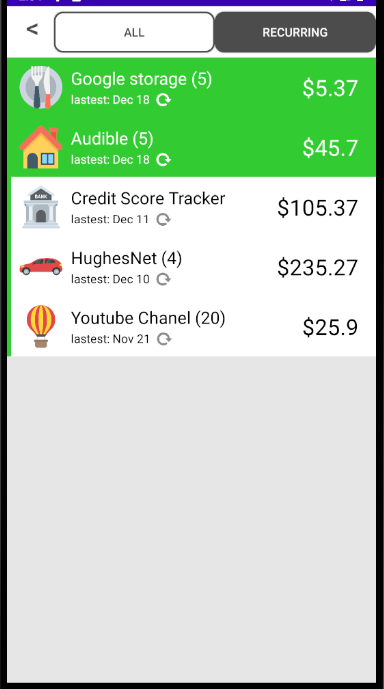 <
ALL
RECURRING
Google storage (5)
$5.37
lastest: Dec 18
Audible (5)
$45.7
lastest: Dec 18
BANK
Credit Score Tracker
$105.37
lastest: Dec 11
HughesNet (4)
$235.27
lastest: Dec 10
Youtube Chanel (20)
$25.9
lastest: Nov 21